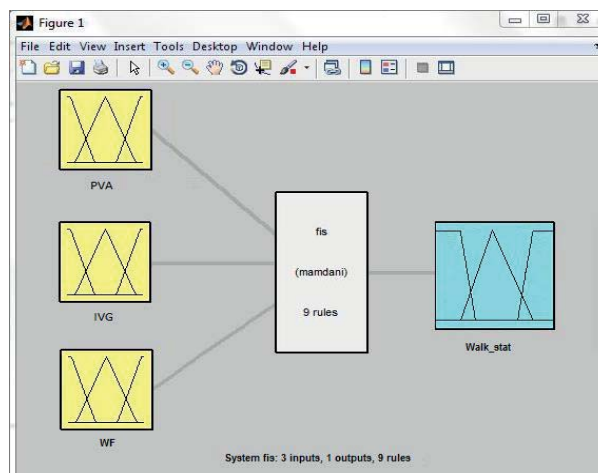 Figure 1
File Edit View Insert Tools Desktop Window Help
PVA
fis
(mamdani)
9 rules
IVG
Walk_stat
WF
System fis: 3 inputs, 1 outputs, 9 rules